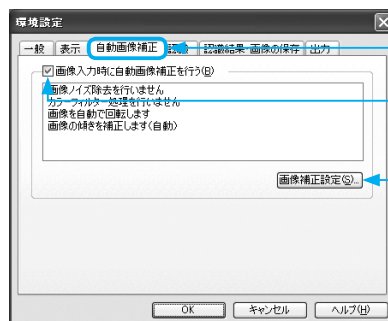 環境設定
一般 表示 自動画像補正 認識 認識結果・画像の保存 出力
画像入力時に自動画像補正を行う(B)
画像ノイズ除去を行いません
カラーフィルター処理を行いません
画像を自動で回転します
画像の傾きを補正します(自動)
画像補正設定(S)...
OK キャンセル ヘルプ(H)